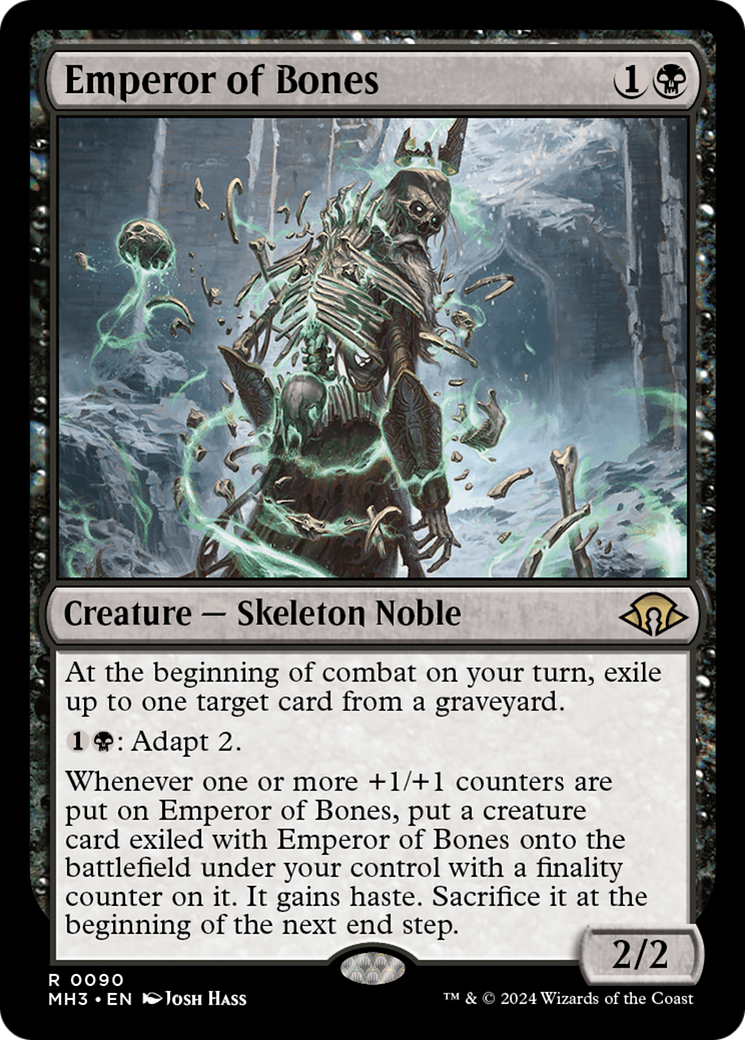 Emperor of Bones 1
Creature — Skeleton Noble
At the beginning of combat on your turn, exile
up to one target card from a graveyard.
1: Adapt 2.
Whenever one or more +1/+1 counters are
put on Emperor of Bones, put a creature
card exiled with Emperor of Bones onto the
battlefield under your control with a finality
counter on it. It gains haste. Sacrifice it at the
beginning of the next end step.
2/2
R 0090
MH3 • EN Josh Hass ™ & © 2024 Wizards of the Coast